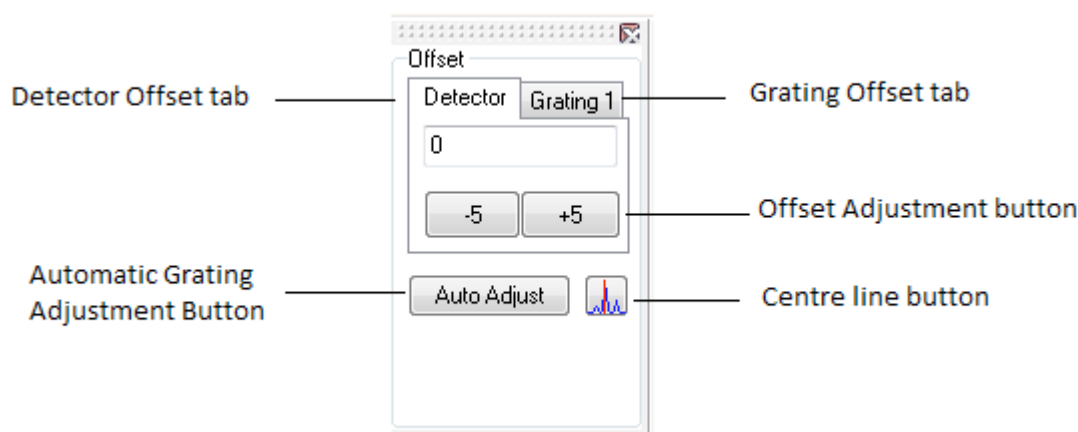 Offset
Detector Offset tab
Detector
Grating 1
Grating Offset tab
0
-5
+5
Offset Adjustment button
Automatic Grating
Adjustment Button
Auto Adjust
Centre line button